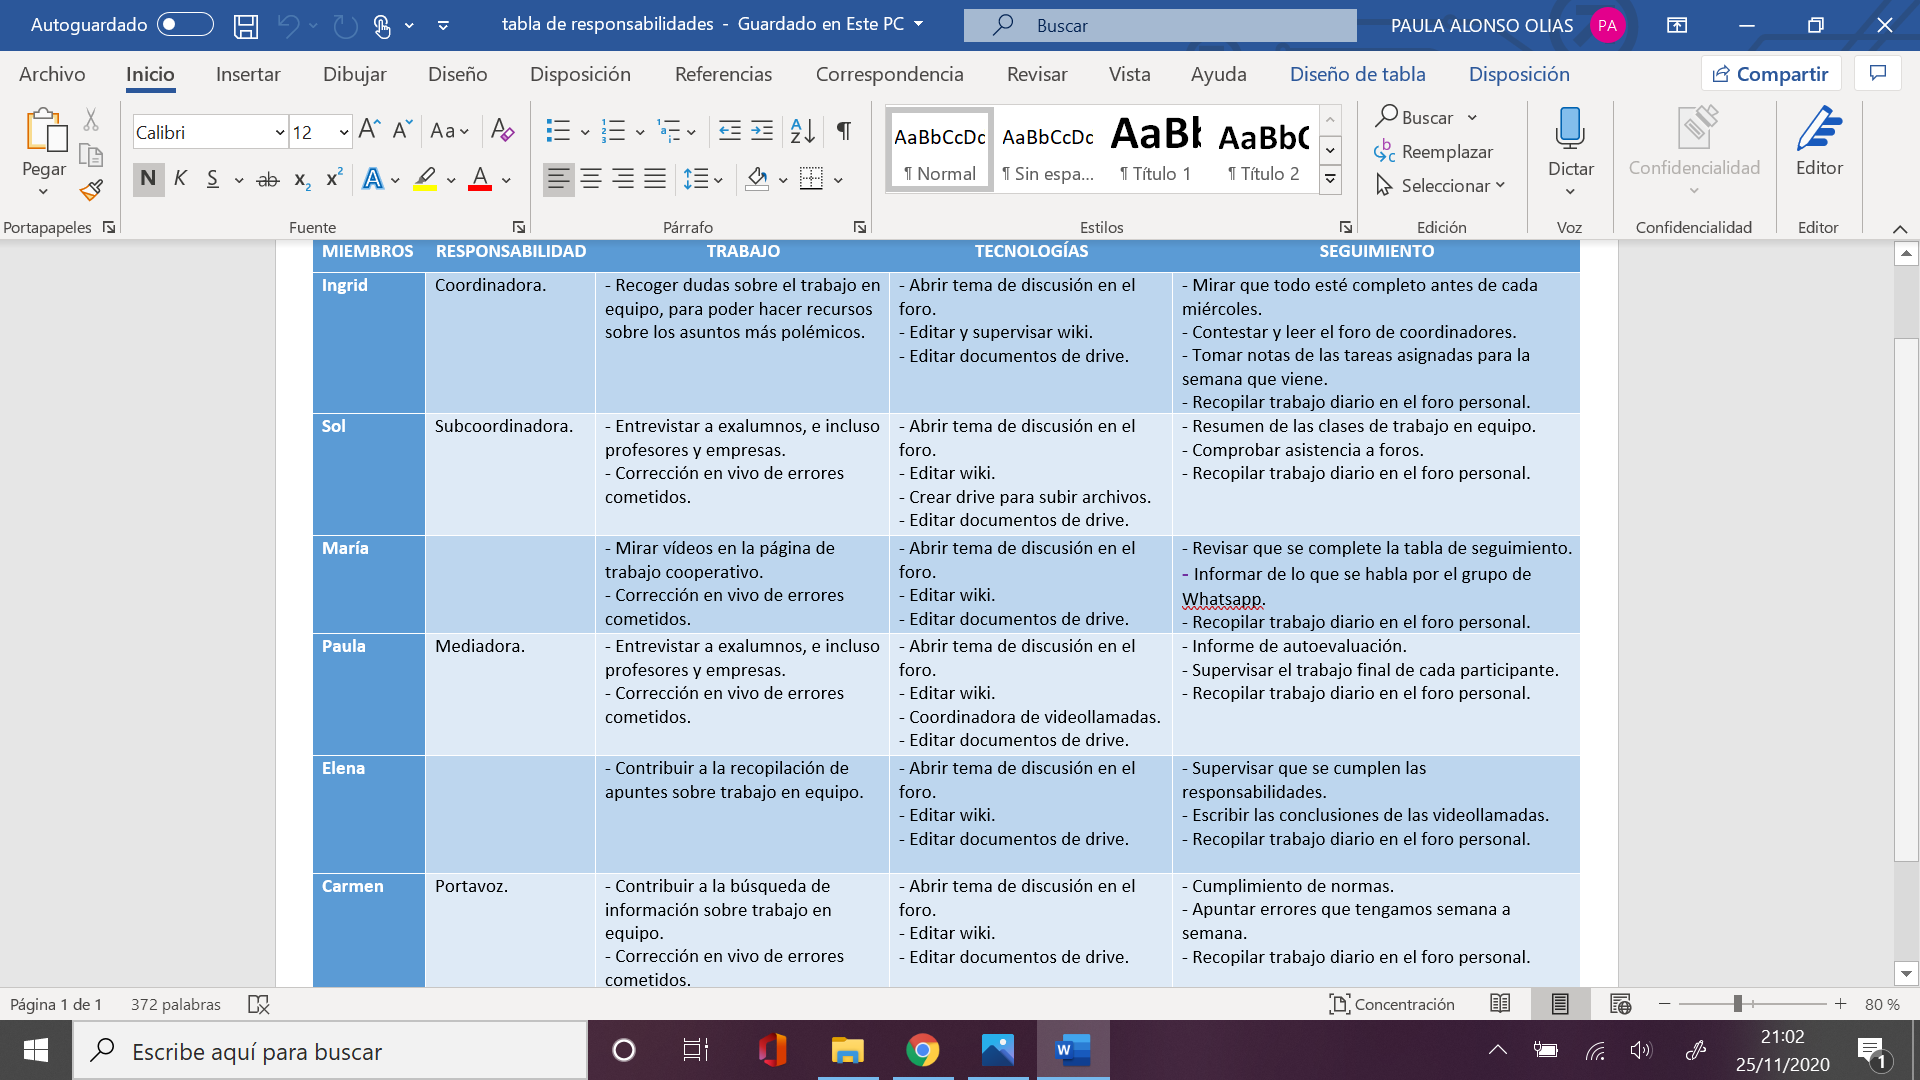 Autoguardado
tabla de responsabilidades - Guardado en Este PC
Buscar
PAULA ALONSO OLIAS
PA
Archivo Inicio Insertar Dibujar Diseño Disposición Referencias Correspondencia Revisar Vista Ayuda Diseño de tabla Disposición
Compartir
Pegar
Portapapeles
Calibri 12
Fuente
Párrafo
AaBbCcDc AaBbCcDc AaBb AaBbC
¶ Normal ¶ Sin espa... ¶ Título 1 ¶ Título 2
Estilos
Buscar
Reemplazar
Seleccionar
Edición
Dictar
Voz
Confidencialidad
Confidencialidad
Editor
Editor
MIEMBROS RESPONSABILIDAD TRABAJO TECNOLOGÍAS SEGUIMIENTO
Ingrid
Coordinadora.
- Recoger dudas sobre el trabajo en
equipo, para poder hacer recursos
sobre los asuntos más polémicos.
- Abrir tema de discusión en el
foro.
- Editar y supervisar wiki.
- Editar documentos de drive.
- Mirar que todo esté completo antes de cada
miércoles.
- Contestar y leer el foro de coordinadores.
- Tomar notas de las tareas asignadas para la
semana que viene.
- Recopilar trabajo diario en el foro personal.
Sol
Subcoordinadora.
- Entrevistar a exalumnos, e incluso
profesores y empresas.
- Corrección en vivo de errores
cometidos.
- Abrir tema de discusión en el
foro.
- Editar wiki.
- Crear drive para subir archivos.
- Editar documentos de drive.
- Resumen de las clases de trabajo en equipo.
- Comprobar asistencia a foros.
- Recopilar trabajo diario en el foro personal.
María
- Mirar vídeos en la página de
trabajo cooperativo.
- Corrección en vivo de errores
cometidos.
- Abrir tema de discusión en el
foro.
- Editar wiki.
- Editar documentos de drive.
- Revisar que se complete la tabla de seguimiento.
- Informar de lo que se habla por el grupo de
Whatsapp.
- Recopilar trabajo diario en el foro personal.
Paula
Mediadora.
- Entrevistar a exalumnos, e incluso
profesores y empresas.
- Corrección en vivo de errores
cometidos.
- Abrir tema de discusión en el
foro.
- Editar wiki.
- Coordinadora de videollamadas.
- Editar documentos de drive.
- Informe de autoevaluación.
- Supervisar el trabajo final de cada participante.
- Recopilar trabajo diario en el foro personal.
Elena
- Contribuir a la recopilación de
apuntes sobre trabajo en equipo.
- Abrir tema de discusión en el
foro.
- Editar wiki.
- Editar documentos de drive.
- Supervisar que se cumplen las
responsabilidades.
- Escribir las conclusiones de las videollamadas.
- Recopilar trabajo diario en el foro personal.
Carmen
Portavoz.
- Contribuir a la búsqueda de
información sobre trabajo en
equipo.
- Corrección en vivo de errores
cometidos.
- Abrir tema de discusión en el
foro.
- Editar wiki.
- Editar documentos de drive.
- Cumplimiento de normas.
- Apuntar errores que tengamos semana a
semana.
- Recopilar trabajo diario en el foro personal.
Página 1 de 1 372 palabras
Concentración
80 %
Escribe aquí para buscar
21:02
25/11/2020
1